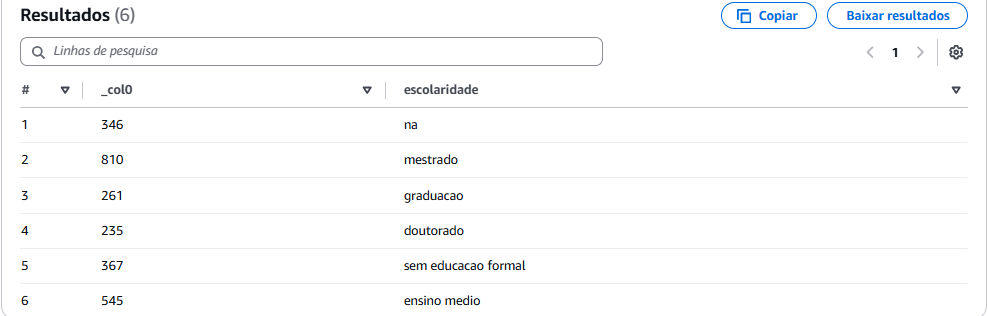 Resultados (6)
Copiar
Baixar resultados
Linhas de pesquisa
1
# _col0 escolaridade
1 346 na
2 810 mestrado
3 261 graduacao
4 235 doutorado
5 367 sem educacao formal
6 545 ensino medio